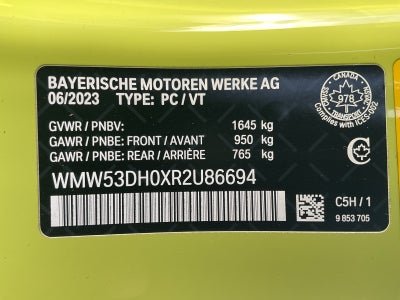 BAYERISCHE MOTOREN WERKE AG
06/2023 TYPE: PC / VT
GVWR / PNBV: 1645 kg
GAWR / PNBE: FRONT / AVANT 950 kg
GAWR / PNBE: REAR / ARRIÈRE 765 kg
WMW53DH0XR2U86694
CANADA
978
TRANSPORT
Complies with ICES-002
C5H / 1
9 853 705